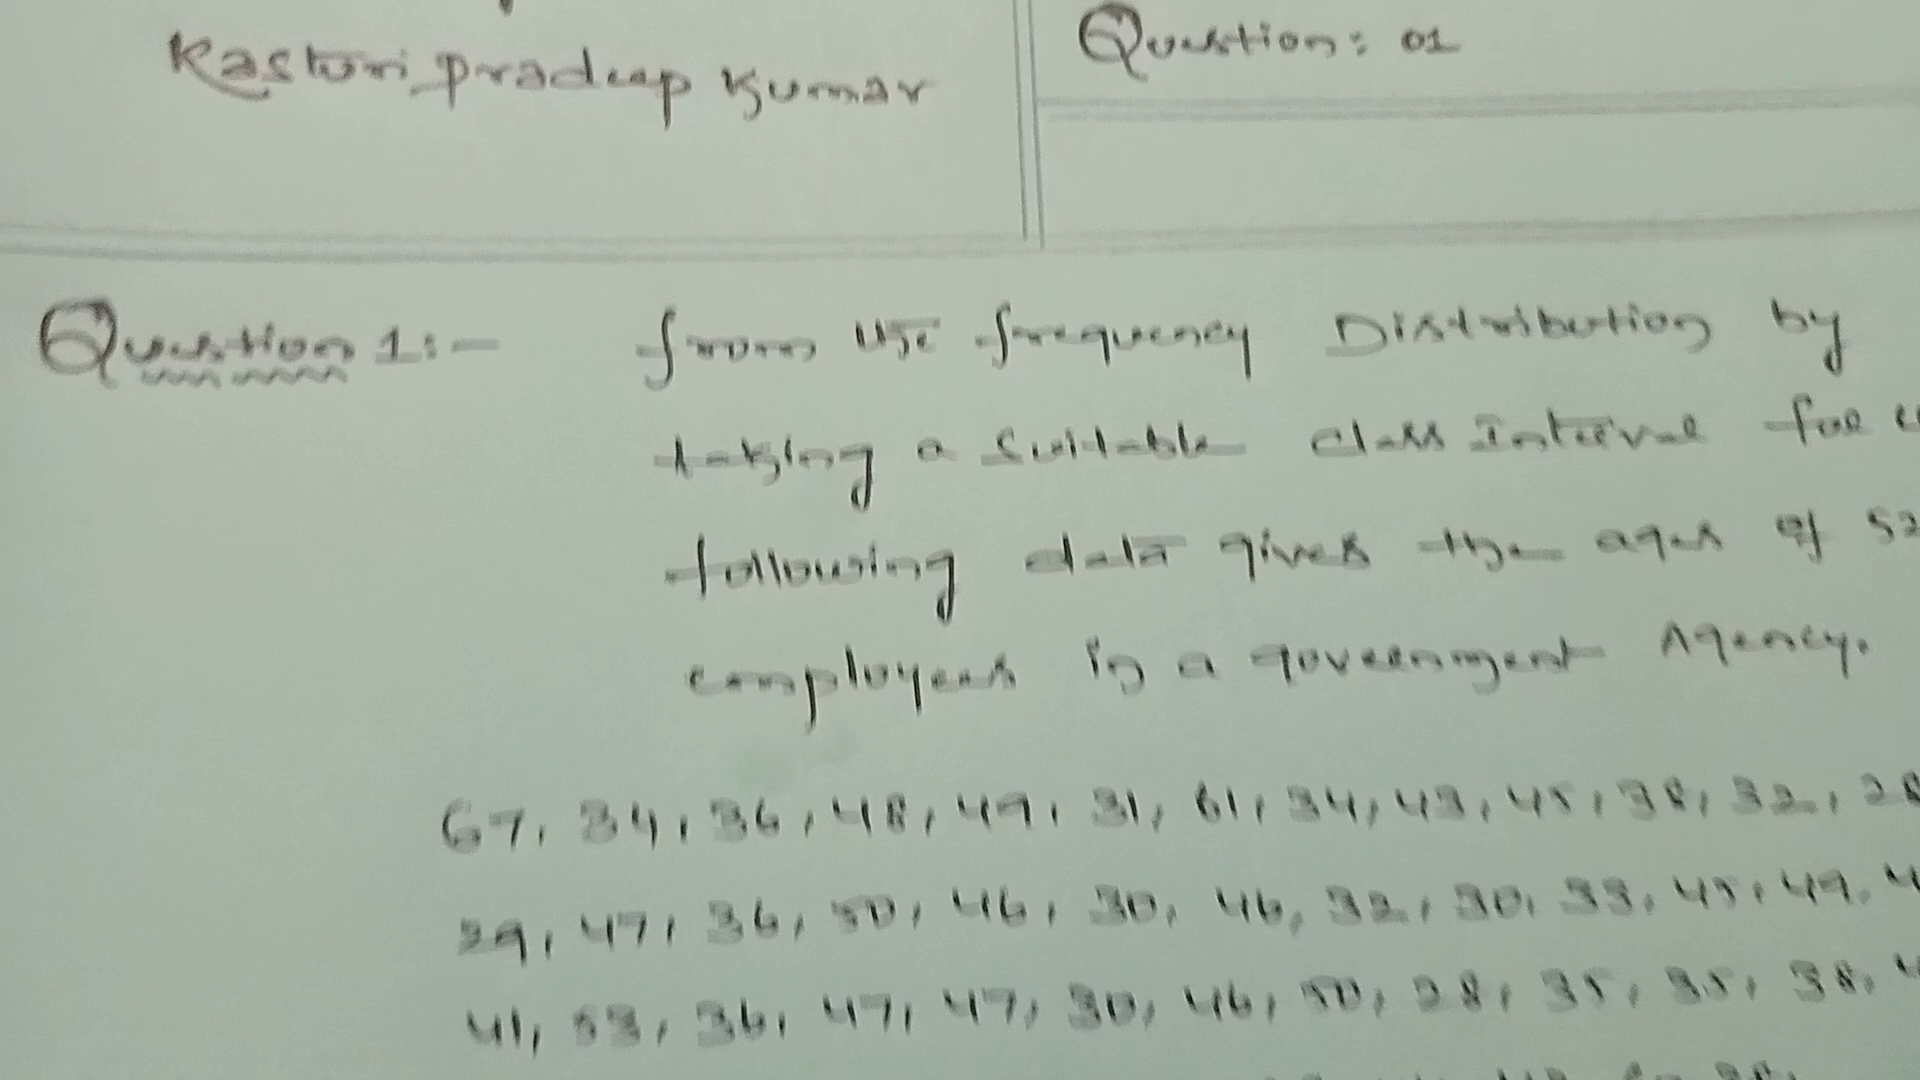 Kasturi pradeep Kumar
Question: 01
Question 1:- from the frequency Distribution by
taking a suitable class Interval for
following data gives the ages of 52
employees in a government Agency.
67, 34, 36, 48, 49, 31, 61, 34, 43, 45, 38, 32, 28
29, 47, 36, 50, 46, 30, 46, 32, 30, 33, 45, 49,
41, 53, 36, 47, 47, 30, 46, 50, 28, 35, 35, 38,